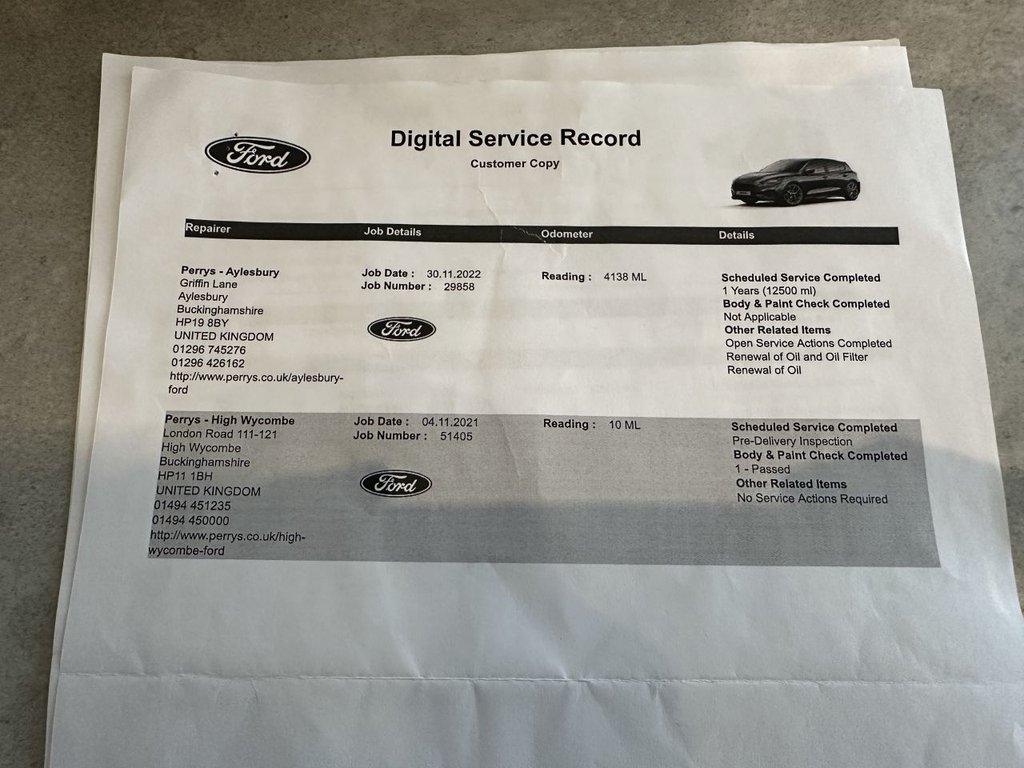 Ford
Digital Service Record
Customer Copy
Repairer Job Details Odometer Details
Perrys - Aylesbury
Griffin Lane
Aylesbury
Buckinghamshire
HP19 8BY
UNITED KINGDOM
01296 745276
01296 426162
http://www.perrys.co.uk/aylesbury-
ford
Job Date : 30.11.2022
Job Number : 29858
Ford
Reading : 4138 ML
Scheduled Service Completed
1 Years (12500 ml)
Body & Paint Check Completed
Not Applicable
Other Related Items
Open Service Actions Completed
Renewal of Oil and Oil Filter
Renewal of Oil
Perrys - High Wycombe
London Road 111-121
High Wycombe
Buckinghamshire
HP11 1BH
UNITED KINGDOM
01494 451235
01494 450000
http://www.perrys.co.uk/high-
wycombe-ford
Job Date : 04.11.2021
Job Number : 51405
Ford
Reading : 10 ML
Scheduled Service Completed
Pre-Delivery Inspection
Body & Paint Check Completed
1 - Passed
Other Related Items
No Service Actions Required